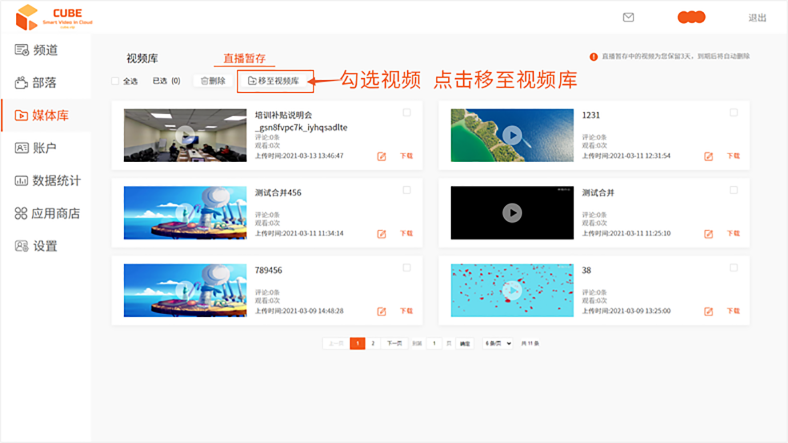 CUBE
Smart Video in Cloud
退出
频道
部落
媒体库
账户
数据统计
应用商店
设置
视频库
直播暂存
直播暂存中的视频为您保留3天，到期后将自动删除
全选
已选 (0)
删除
移至视频库
勾选视频 点击移至视频库
培训补贴说明会
_gsn8fvpc7k_iyhqsadlte
评论:0条
观看:0次
上传时间:2021-03-13 13:46:47
下载
1231
评论:0条
观看:0次
上传时间:2021-03-11 12:31:54
下载
测试合并456
评论:0条
观看:0次
上传时间:2021-03-11 11:34:14
下载
测试合并
评论:0条
观看:0次
上传时间:2021-03-11 11:25:10
下载
789456
评论:0条
观看:0次
上传时间:2021-03-09 14:48:28
下载
38
评论:0条
观看:0次
上传时间:2021-03-09 13:25:00
下载
上一页 1 2 下一页 到第 1 页 确定 6 条/页 共 11 条